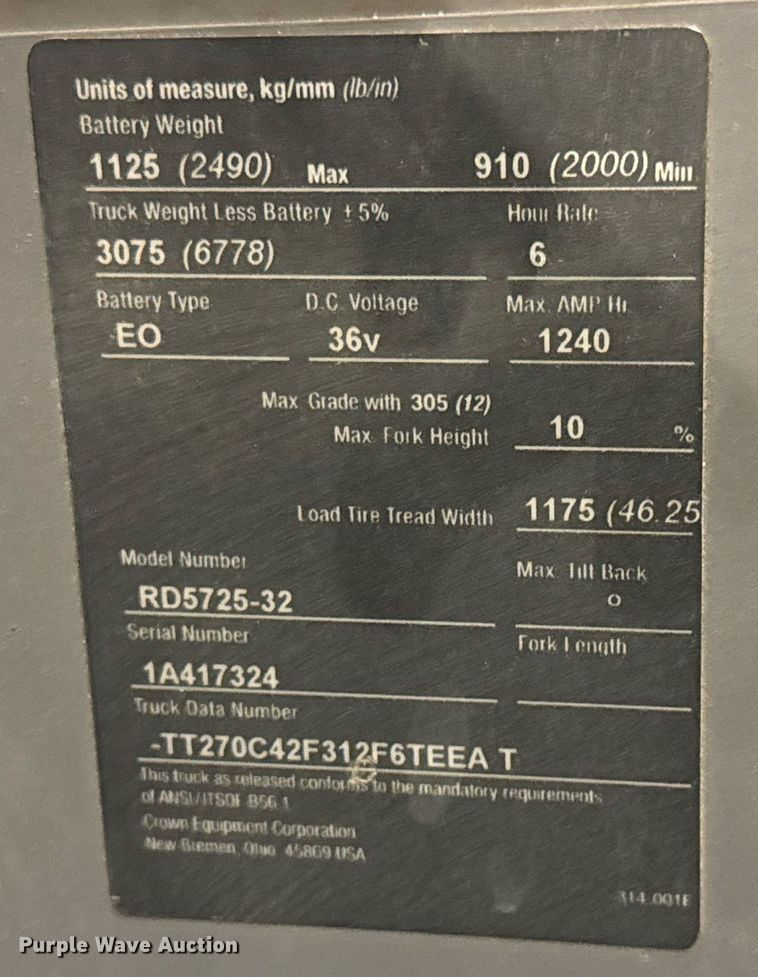 Units of measure, kg/mm (lb/in)
Battery Weight
1125 (2490) Max 910 (2000) Min
Truck Weight Less Battery ± 5% Hour Rate
3075 (6778) 6
Battery Type D.C. Voltage Max. AMP Hr
EO 36v 1240
Max Grade with 305 (12)
Max Fork Height 10 %
Load Tire Tread Width 1175 (46.25
Model Number Max Tilt Back
RD5725-32 °
Serial Number Fork Length
1A417324
Truck Data Number
-TT270C42F312F6TEEA T
This truck as released conforms to the mandatory requirements
of ANSI/ITSDF B56.1
Crown Equipment Corporation
New Bremen, Ohio 45869 USA
314.001E
Purple Wave Auction